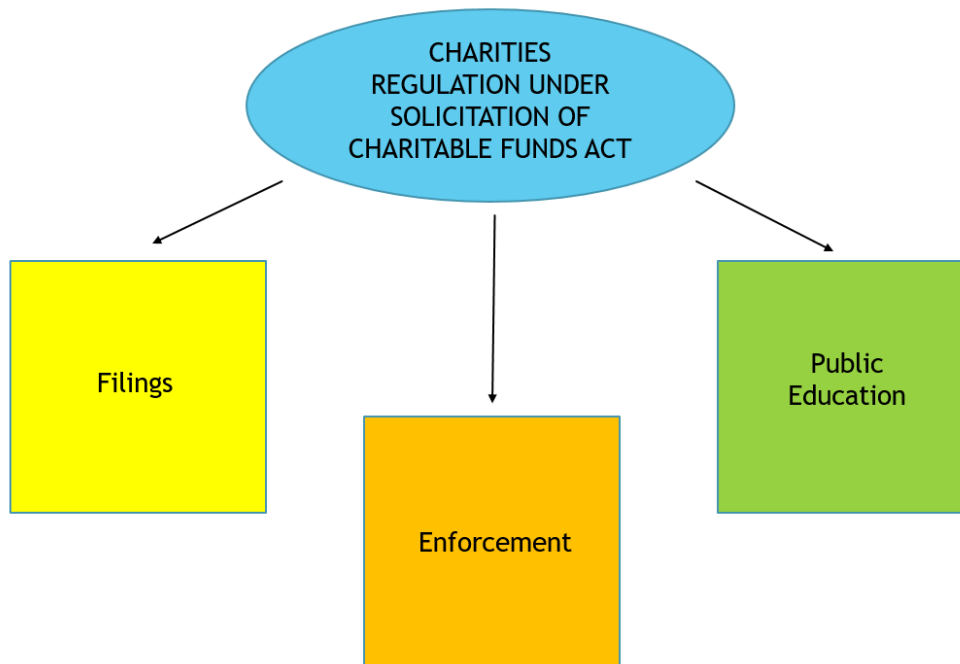 CHARITIES
REGULATION UNDER
SOLICITATION OF
CHARITABLE FUNDS ACT
Filings
Enforcement
Public
Education